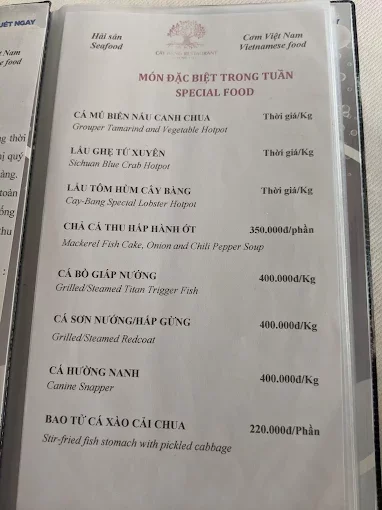 ÉT NGAY
Hải sản
Seafood
Cơm Việt Nam
Vietnamese food
MÓN ĐẶC BIỆT TRONG TUẦN
SPECIAL FOOD
CÁ MÚ BIỂN NẤU CANH CHUA Thời giá/Kg
Grouper Tamarind and Vegetable Hotpot
LẨU GHẸ TỨ XUYÊN Thời giá/Kg
Sichuan Blue Crab Hotpot
LẨU TÔM HÙM CÂY BÀNG Thời giá/Kg
Cay-Bang Special Lobster Hotpot
CHẢ CÁ THU HẤP HÀNH ỚT 350.000đ/phần
Mackerel Fish Cake, Onion and Chili Pepper Soup
CÁ BÒ GIÁP NƯỚNG 400.000đ/Kg
Grilled/Steamed Titan Trigger Fish
CÁ SƠN NƯỚNG/HẤP GỪNG 400.000đ/Kg
Grilled/Steamed Redcoat
CÁ HƯỜNG NANH 400.000đ/Kg
Canine Snapper
BAO TỬ CÁ XÀO CẢI CHUA 220.000đ/Phần
Stir-fried fish stomach with pickled cabbage